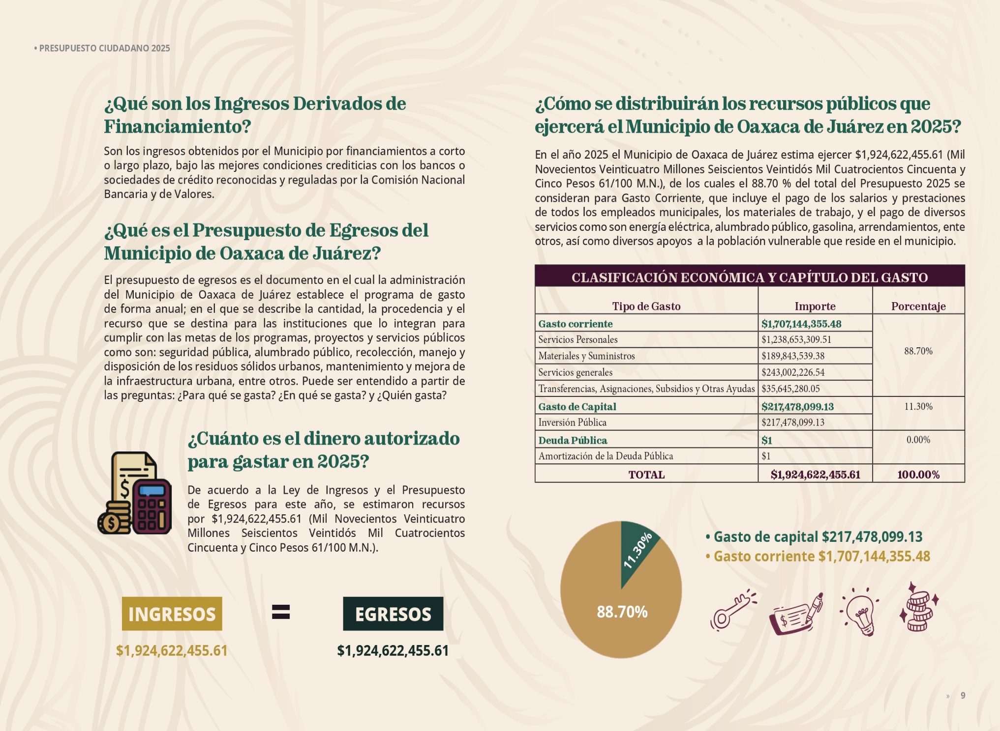 • PRESUPUESTO CIUDADANO 2025
¿Qué son los Ingresos Derivados de
Financiamiento?
Son los ingresos obtenidos por el Municipio por financiamientos a corto
o largo plazo, bajo las mejores condiciones crediticias con los bancos o
sociedades de crédito reconocidas y reguladas por la Comisión Nacional
Bancaria y de Valores.
¿Qué es el Presupuesto de Egresos del
Municipio de Oaxaca de Juárez?
El presupuesto de egresos es el documento en el cual la administración
del Municipio de Oaxaca de Juárez establece el programa de gasto
de forma anual; en el que se describe la cantidad, la procedencia y el
recurso que se destina para las instituciones que lo integran para
cumplir con las metas de los programas, proyectos y servicios públicos
como son: seguridad pública, alumbrado público, recolección, manejo y
disposición de los residuos sólidos urbanos, mantenimiento y mejora de
la infraestructura urbana, entre otros. Puede ser entendido a partir de
las preguntas: ¿Para qué se gasta? ¿En qué se gasta? y ¿Quién gasta?
¿Cuánto es el dinero autorizado
para gastar en 2025?
De acuerdo a la Ley de Ingresos y el Presupuesto
de Egresos para este año, se estimaron recursos
por $1,924,622,455.61 (Mil Novecientos Veinticuatro
Millones Seiscientos Veintidós Mil Cuatrocientos
Cincuenta y Cinco Pesos 61/100 M.N.).
INGRESOS = EGRESOS
$1,924,622,455.61 $1,924,622,455.61
¿Cómo se distribuirán los recursos públicos que
ejercerá el Municipio de Oaxaca de Juárez en 2025?
En el año 2025 el Municipio de Oaxaca de Juárez estima ejercer $1,924,622,455.61 (Mil
Novecientos Veinticuatro Millones Seiscientos Veintidós Mil Cuatrocientos Cincuenta y
Cinco Pesos 61/100 M.N.), de los cuales el 88.70 % del total del Presupuesto 2025 se
consideran para Gasto Corriente, que incluye el pago de los salarios y prestaciones
de todos los empleados municipales, los materiales de trabajo, y el pago de diversos
servicios como son energía eléctrica, alumbrado público, gasolina, arrendamientos, ente
otros, así como diversos apoyos a la población vulnerable que reside en el municipio.
CLASIFICACIÓN ECONÓMICA Y CAPÍTULO DEL GASTO
Tipo de Gasto Importe Porcentaje
Gasto corriente $1,707,144,355.48
Servicios Personales $1,238,653,309.51
Materiales y Suministros $189,843,539.38 88.70%
Servicios generales $243,002,226.54
Transferencias, Asignaciones, Subsidios y Otras Ayudas $35,645,280.05
Gasto de Capital $217,478,099.13 11.30%
Inversión Pública $217,478,099.13
Deuda Pública $1 0.00%
Amortización de la Deuda Pública $1
TOTAL $1,924,622,455.61 100.00%
11.30%
88.70%
• Gasto de capital $217,478,099.13
• Gasto corriente $1,707,144,355.48
» 9